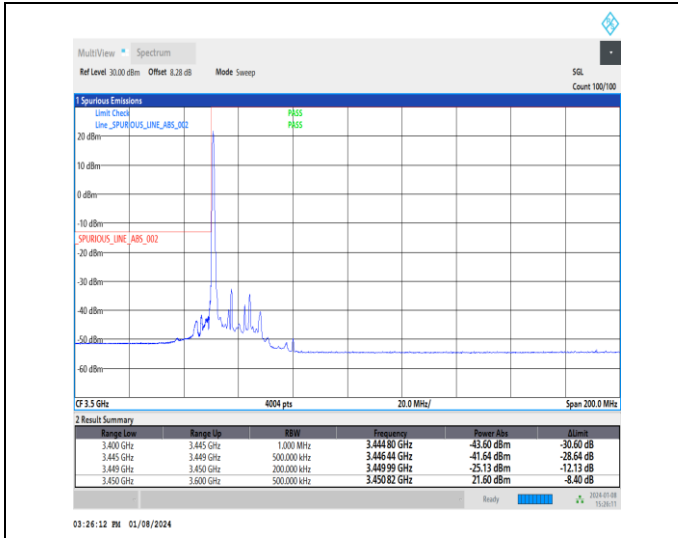 MultiView Spectrum
Ref Level 30.00 dBm Offset 8.28 dB Mode Sweep SGL
Count 100/100
1 Spurious Emissions
Limit Check PASS
Line _SPURIOUS_LINE_ABS_002 PASS
20 dBm
10 dBm
0 dBm
-10 dBm
_SPURIOUS_LINE_ABS_002
-20 dBm
-30 dBm
-40 dBm
-50 dBm
-60 dBm
CF 3.5 GHz 4004 pts 20.0 MHz/ Span 200.0 MHz
2 Result Summary
Range Low Range Up RBW Frequency Power Abs ΔLimit
3.400 GHz 3.445 GHz 1.000 MHz 3.444 80 GHz -43.60 dBm -30.60 dB
3.445 GHz 3.449 GHz 500.000 kHz 3.446 44 GHz -41.64 dBm -28.64 dB
3.449 GHz 3.450 GHz 200.000 kHz 3.449 99 GHz -25.13 dBm -12.13 dB
3.450 GHz 3.600 GHz 500.000 kHz 3.450 82 GHz 21.60 dBm -8.40 dB
Ready 2024-01-08
15:26:11
03:26:12 PM 01/08/2024